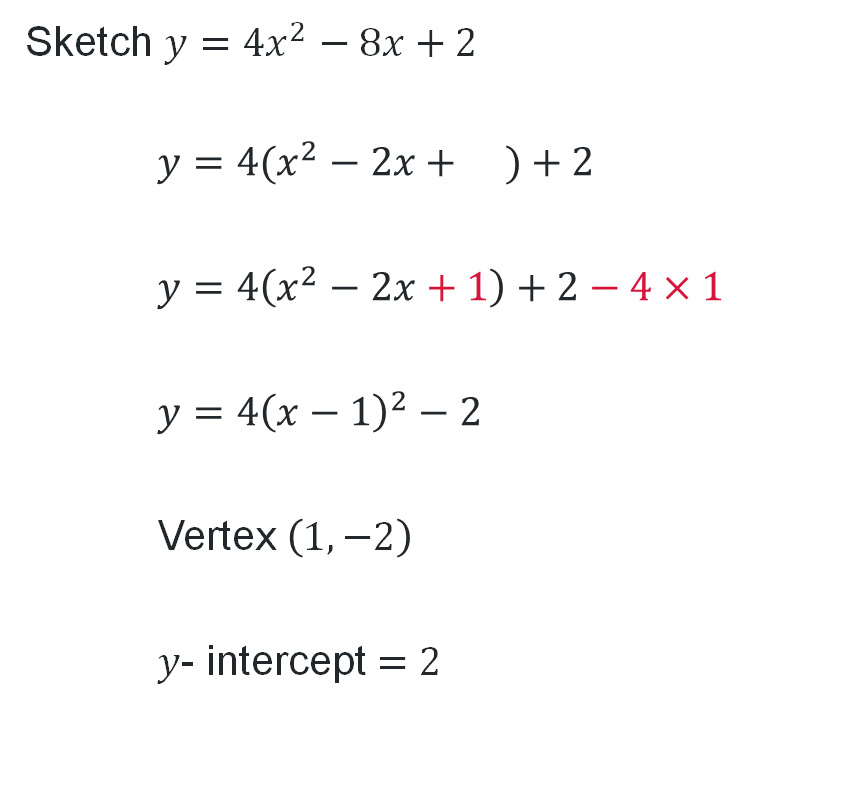 Sketch y = 4x² − 8x + 2
y = 4(x² − 2x +   ) + 2
y = 4(x² − 2x + 1) + 2 − 4 × 1
y = 4(x − 1)² − 2
Vertex (1, −2)
y- intercept = 2